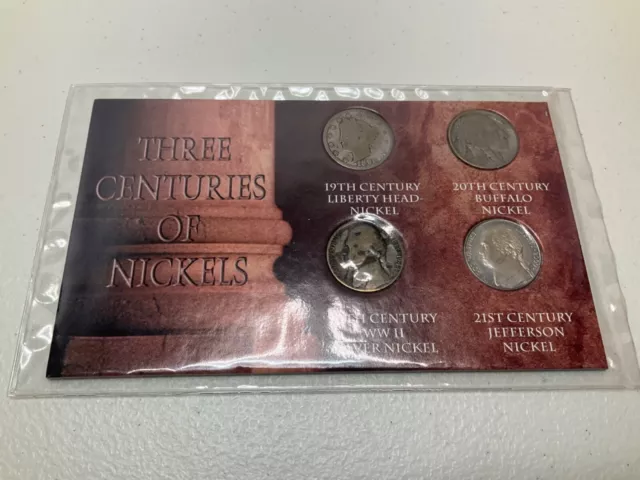 THREE
CENTURIES
OF
NICKELS
19TH CENTURY
LIBERTY HEAD-
NICKEL
20TH CENTURY
BUFFALO
NICKEL
CENTURY
WW II
NICKEL
21ST CENTURY
JEFFERSON
NICKEL